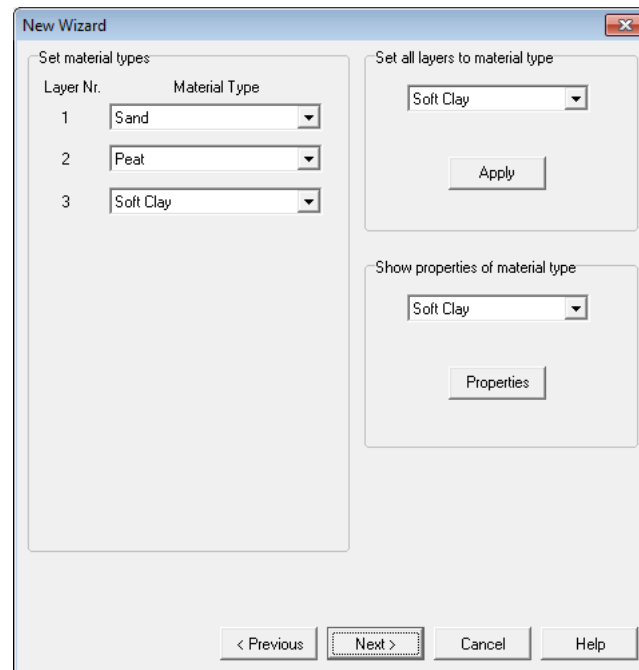 New Wizard
Set material types
Layer Nr. Material Type
1 Sand
2 Peat
3 Soft Clay
Set all layers to material type
Soft Clay
Apply
Show properties of material type
Soft Clay
Properties
< Previous Next > Cancel Help